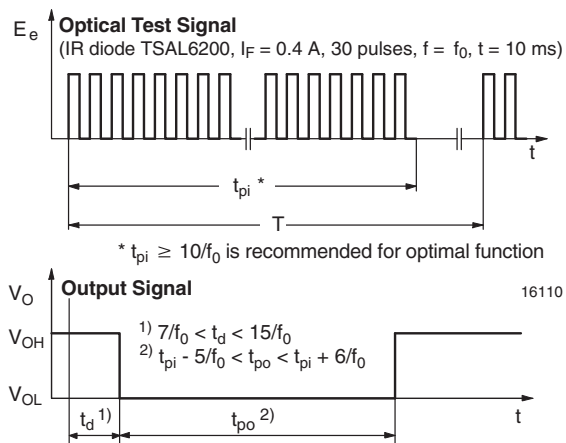 E_e Optical Test Signal
(IR diode TSAL6200, I_F = 0.4 A, 30 pulses, f = f_0, t = 10 ms)
t
t_pi *
T
* t_pi ≥ 10/f_0 is recommended for optimal function
V_O Output Signal 16110
V_OH
1) 7/f_0 < t_d < 15/f_0
2) t_pi - 5/f_0 < t_po < t_pi + 6/f_0
V_OL
t_d 1) t_po 2) t